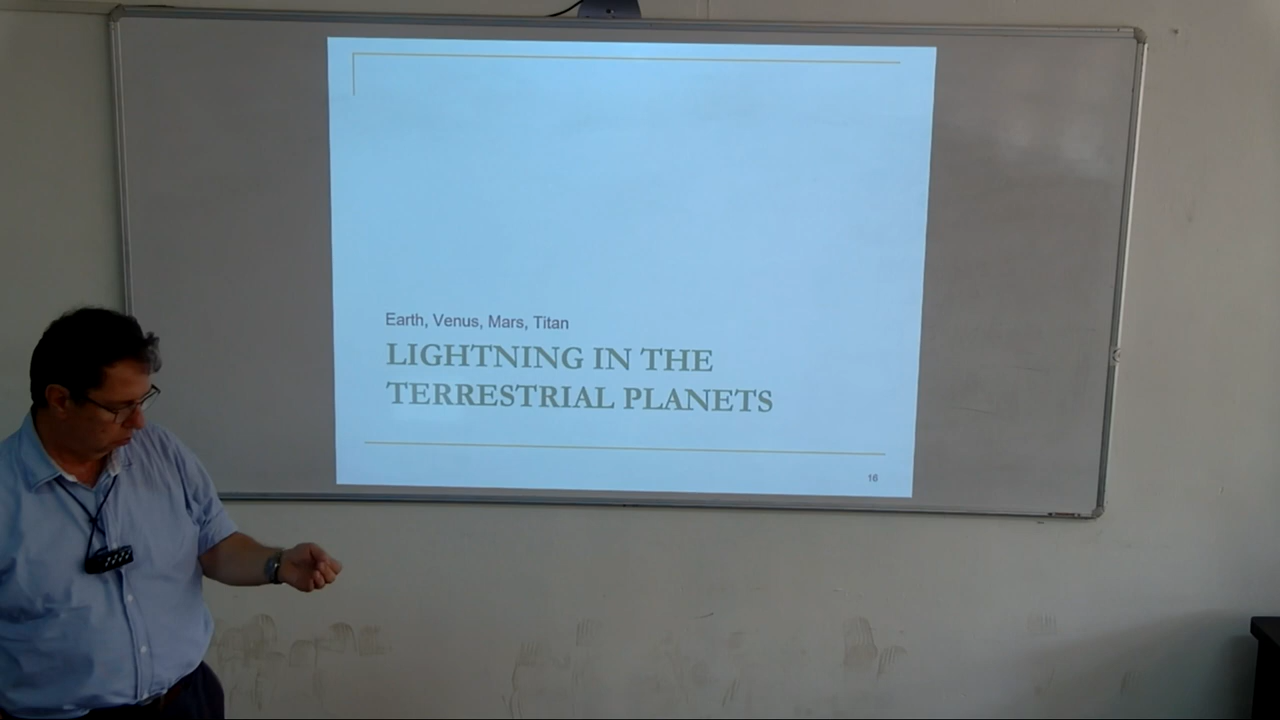 Earth, Venus, Mars, Titan
LIGHTNING IN THE
TERRESTRIAL PLANETS
16